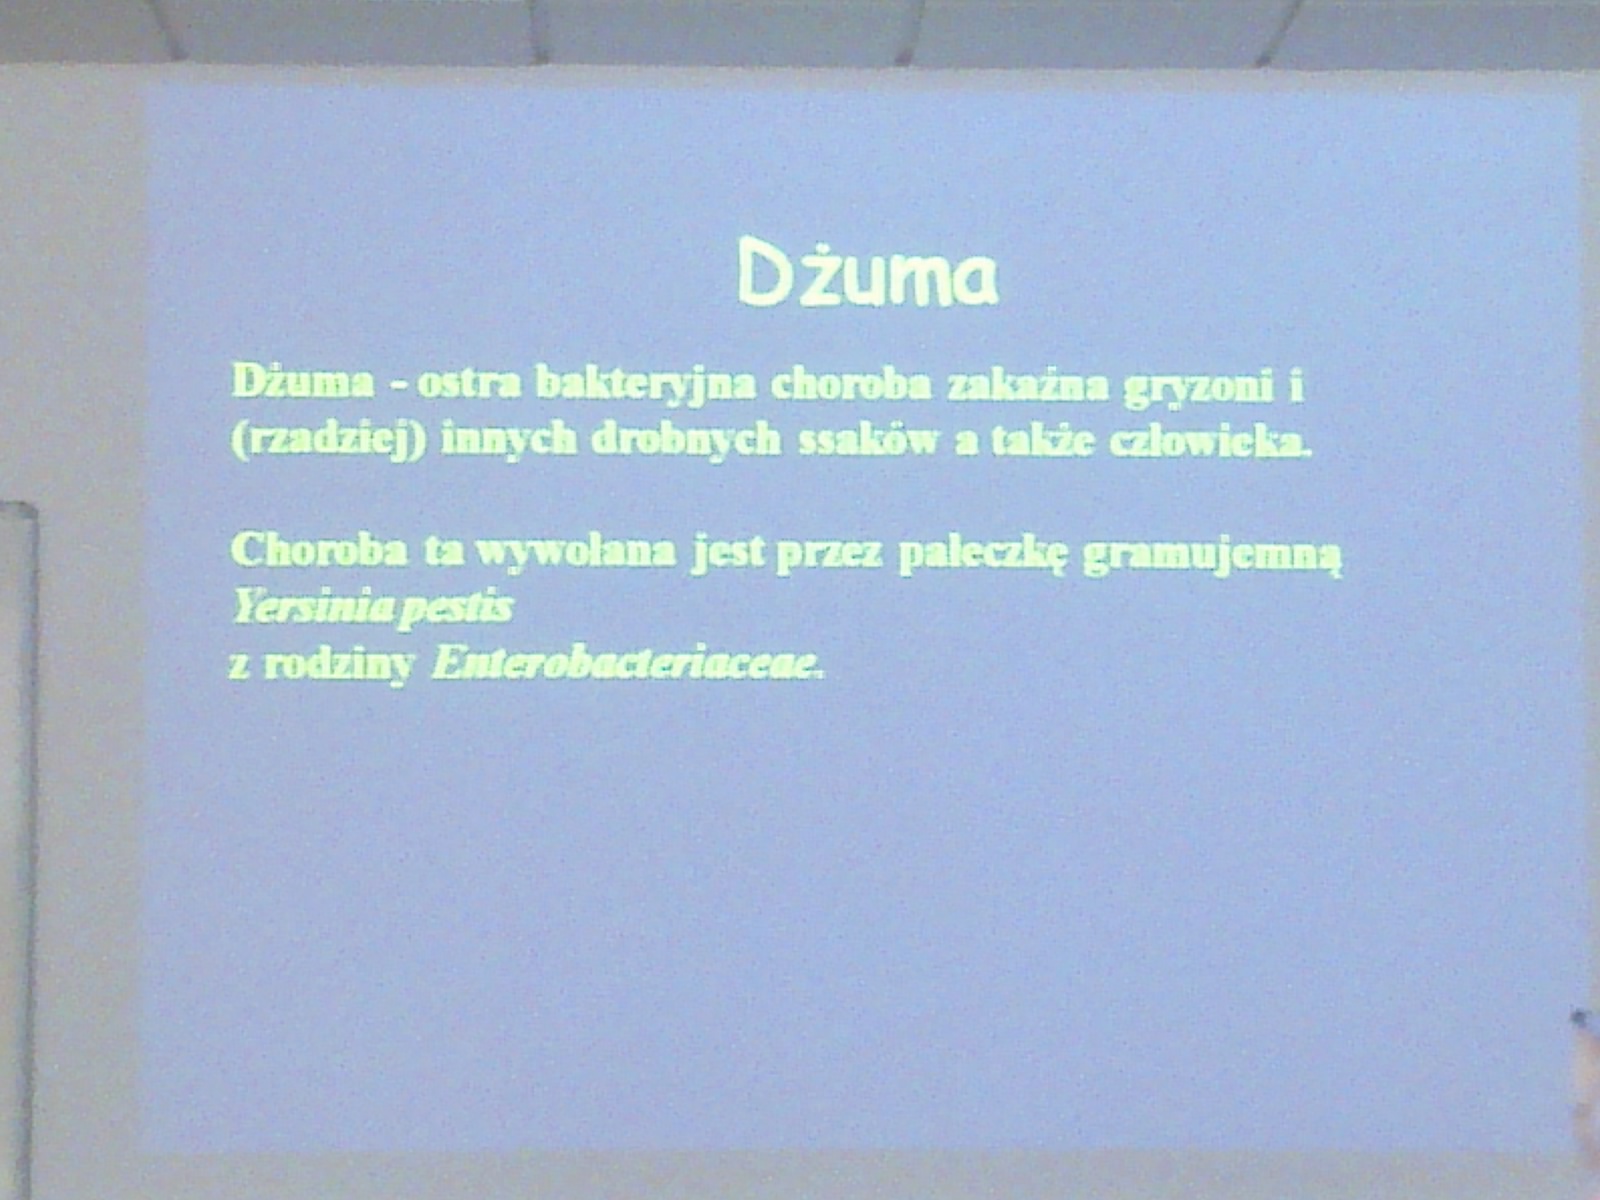 Dżuma
Dżuma - ostra bakteryjna choroba zakaźna gryzoni i
(rzadziej) innych drobnych ssaków a także człowieka.
Choroba ta wywołana jest przez pałeczkę gramujemną
Yersinia pestis
z rodziny Enterobacteriaceae.